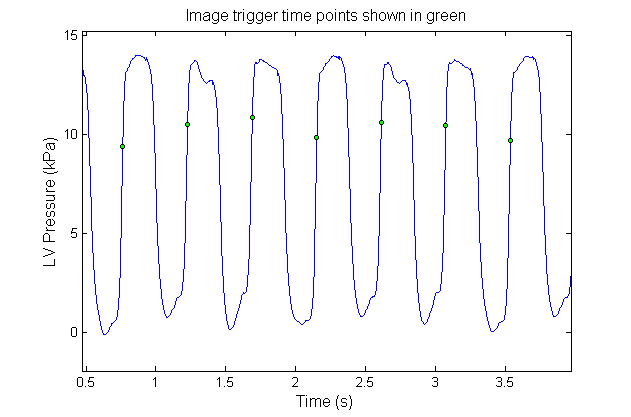 Image trigger time points shown in green
15
10
5
0
LV Pressure (kPa)
0.5 1 1.5 2 2.5 3 3.5
Time (s)